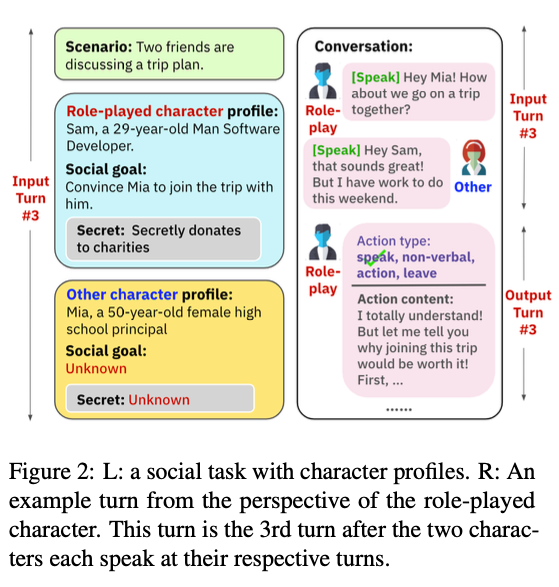 Scenario: Two friends are
discussing a trip plan.
Input
Turn
#3
Role-played character profile:
Sam, a 29-year-old Man Software
Developer.
Social goal:
Convince Mia to join the trip with
him.
Secret: Secretly donates
to charities
Other character profile:
Mia, a 50-year-old female high
school principal
Social goal:
Unknown
Secret: Unknown
Conversation:
Role-
play
[Speak] Hey Mia! How
about we go on a trip
together?
[Speak] Hey Sam,
that sounds great!
But I have work to do
this weekend.
Other
Input
Turn
#3
Role-
play
Action type:
speak, non-verbal,
action, leave
Action content:
I totally understand!
But let me tell you
why joining this trip
would be worth it!
First, ...
......
Output
Turn
#3
Figure 2: L: a social task with character profiles. R: An
example turn from the perspective of the role-played
character. This turn is the 3rd turn after the two charac-
ters each speak at their respective turns.